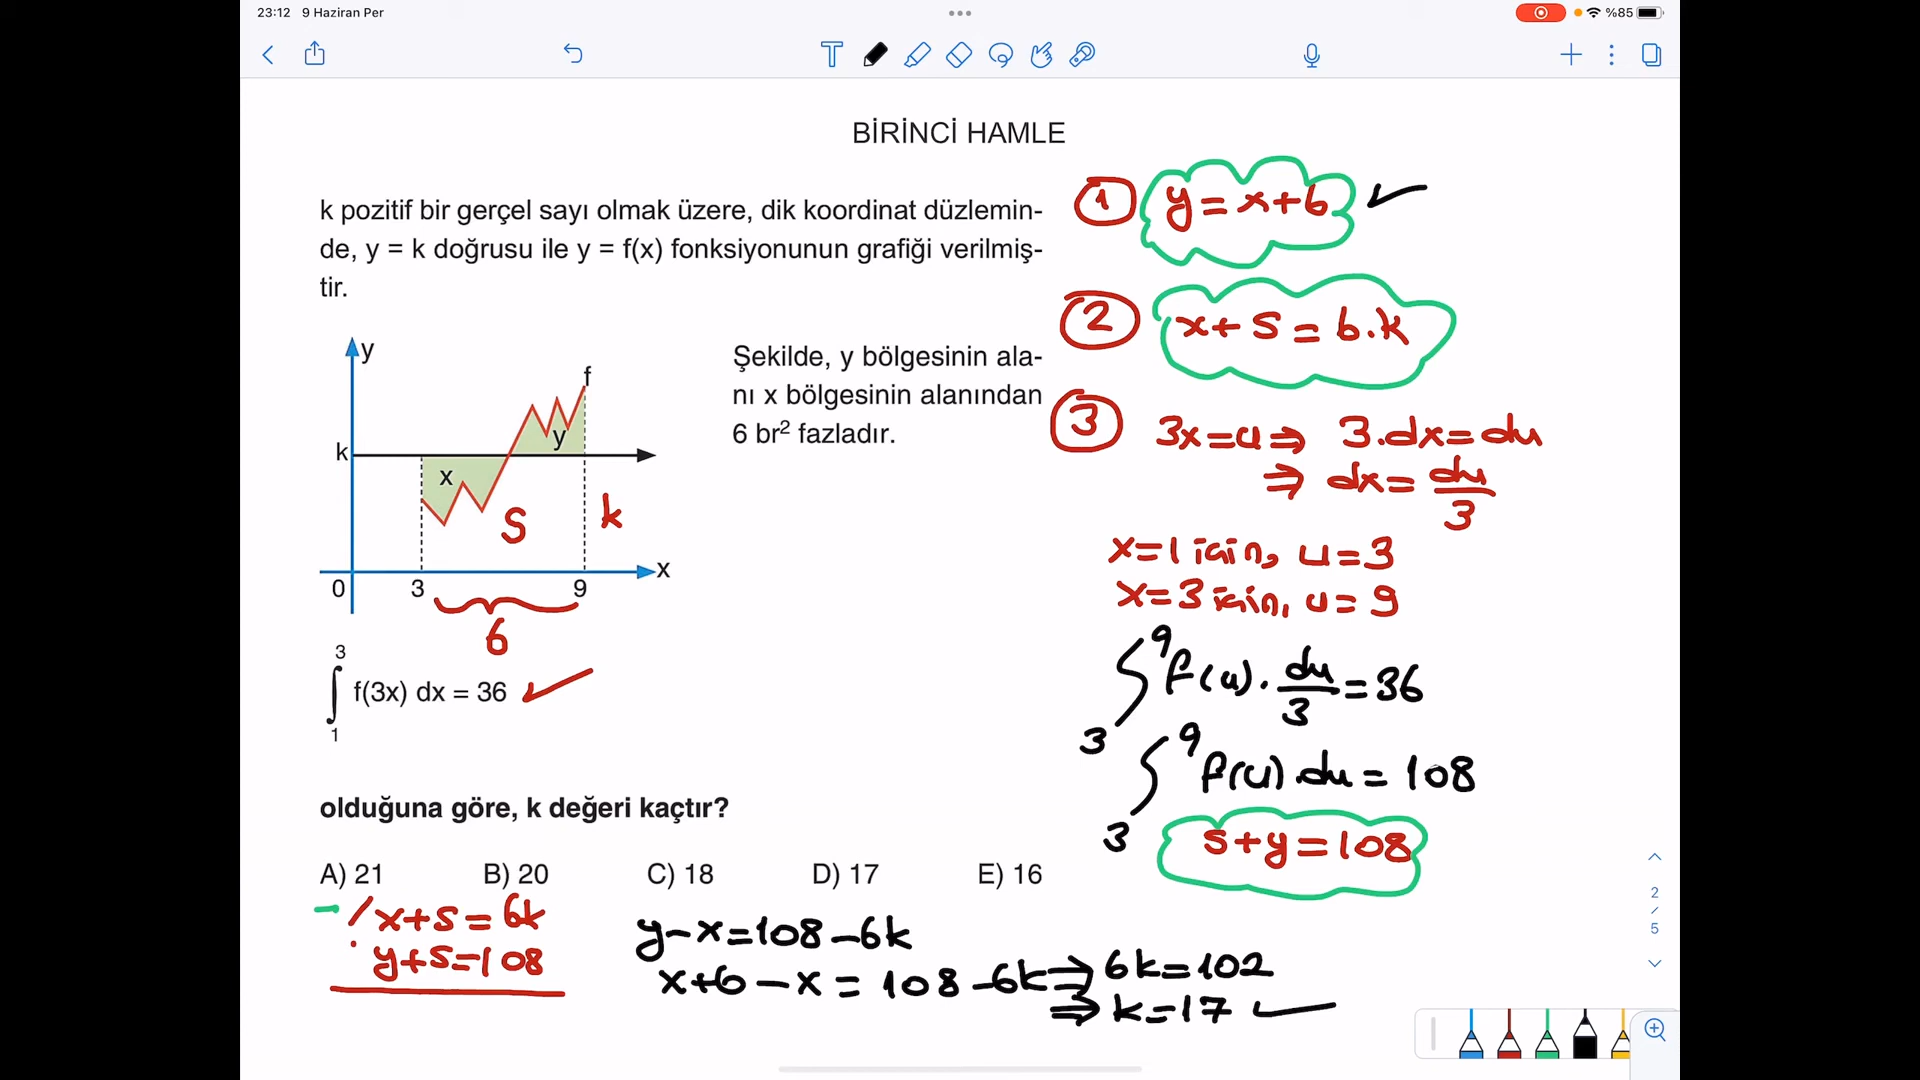 23:12 9 Haziran Per
%85
BİRİNCİ HAMLE
k pozitif bir gerçel sayı olmak üzere, dik koordinat düzlemin-
de, y = k doğrusu ile y = f(x) fonksiyonunun grafiği verilmiş-
tir.
y
f
k
y
x
S
k
x
0
3
9
6
Şekilde, y bölgesinin ala-
nı x bölgesinin alanından
6 br² fazladır.
3
∫ f(3x) dx = 36
1
olduğuna göre, k değeri kaçtır?
A) 21 B) 20 C) 18 D) 17 E) 16
- / x+S=6k
y+S=108
y-x=108-6k
x+6-x=108-6k ⇒ 6k=102
⇒ k=17
1 y=x+6
2 x+S=6.k
3 3x=u ⇒ 3.dx=du
⇒ dx=du/3
x=1 için, u=3
x=3 için, u=9
9
∫ f(u).du/3=36
3
9
∫ f(u).du=108
3
S+y=108
2
/
5